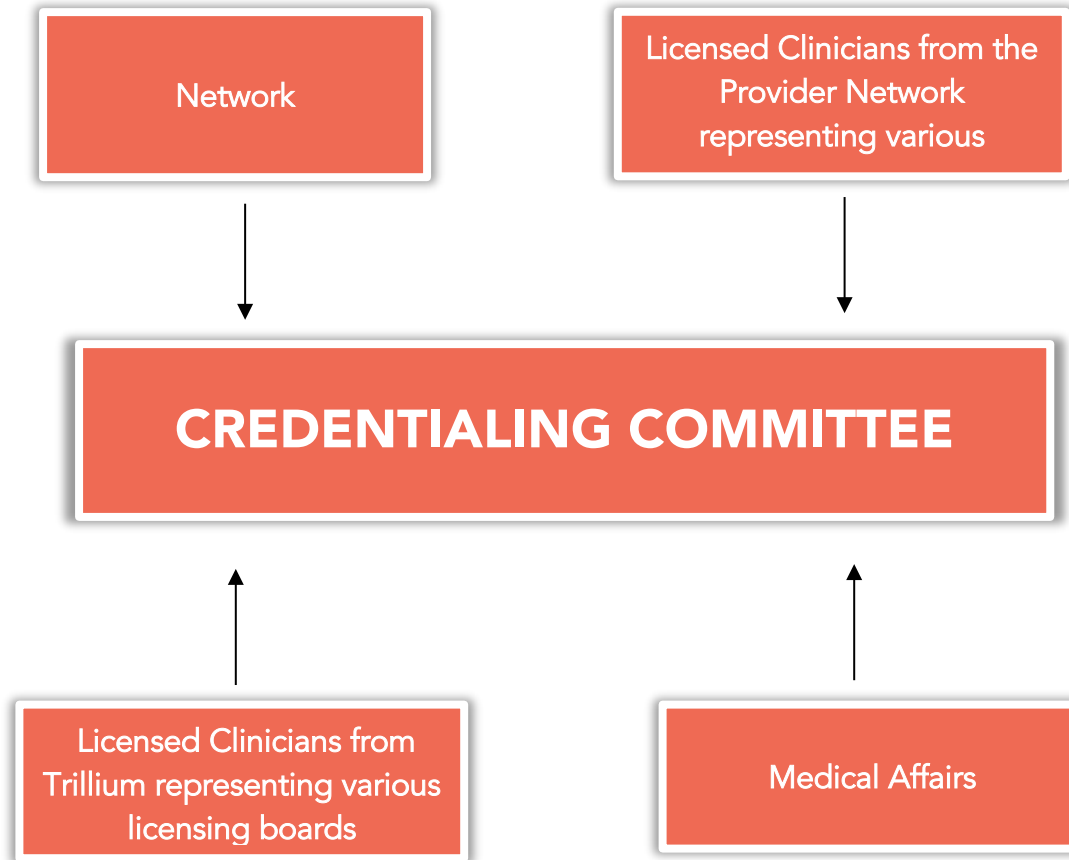 Network
Licensed Clinicians from the
Provider Network
representing various
CREDENTIALING COMMITTEE
Licensed Clinicians from
Trillium representing various
licensing boards
Medical Affairs